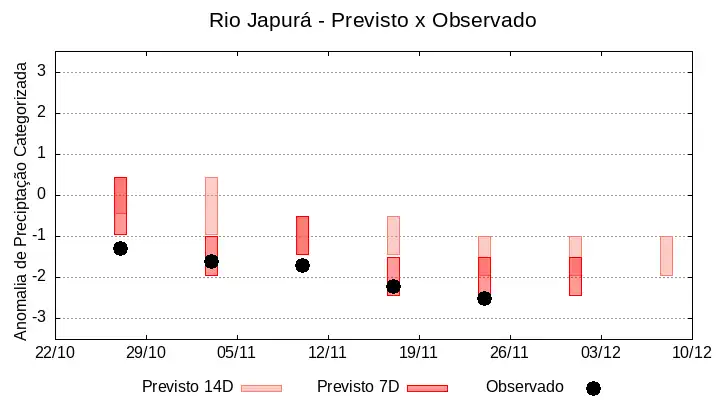 Rio Japurá - Previsto x Observado
Anomalia de Preciptação Categorizada
3
2
1
0
-1
-2
-3
22/10 29/10 05/11 12/11 19/11 26/11 03/12 10/12
Previsto 14D Previsto 7D Observado